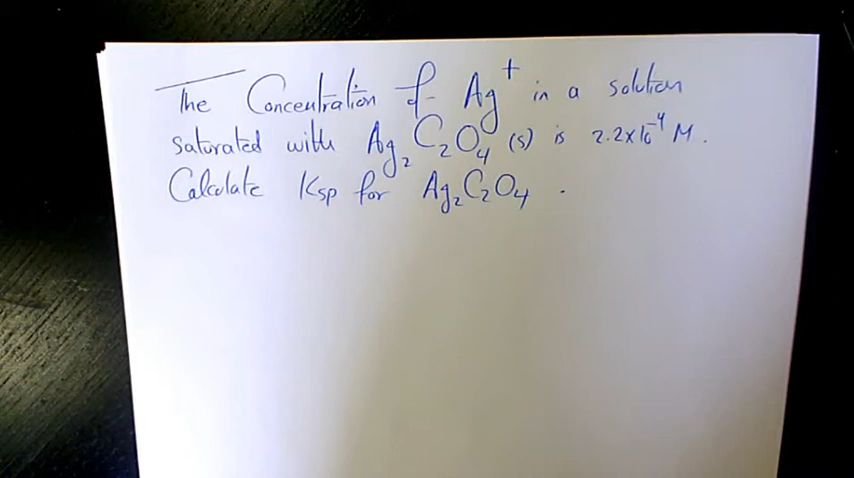 The Concentration of Ag⁺ in a solution
saturated with Ag₂C₂O₄ (s) is 2.2x10⁻⁴ M.
Calculate Ksp for Ag₂C₂O₄.